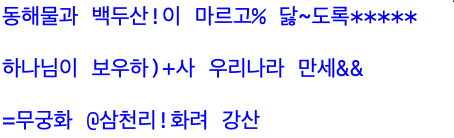 동해물과 백두산!이 마르고% 닳~도록*****
하나님이 보우하)+사 우리나라 만세&&
=무궁화 @삼천리!화려 강산